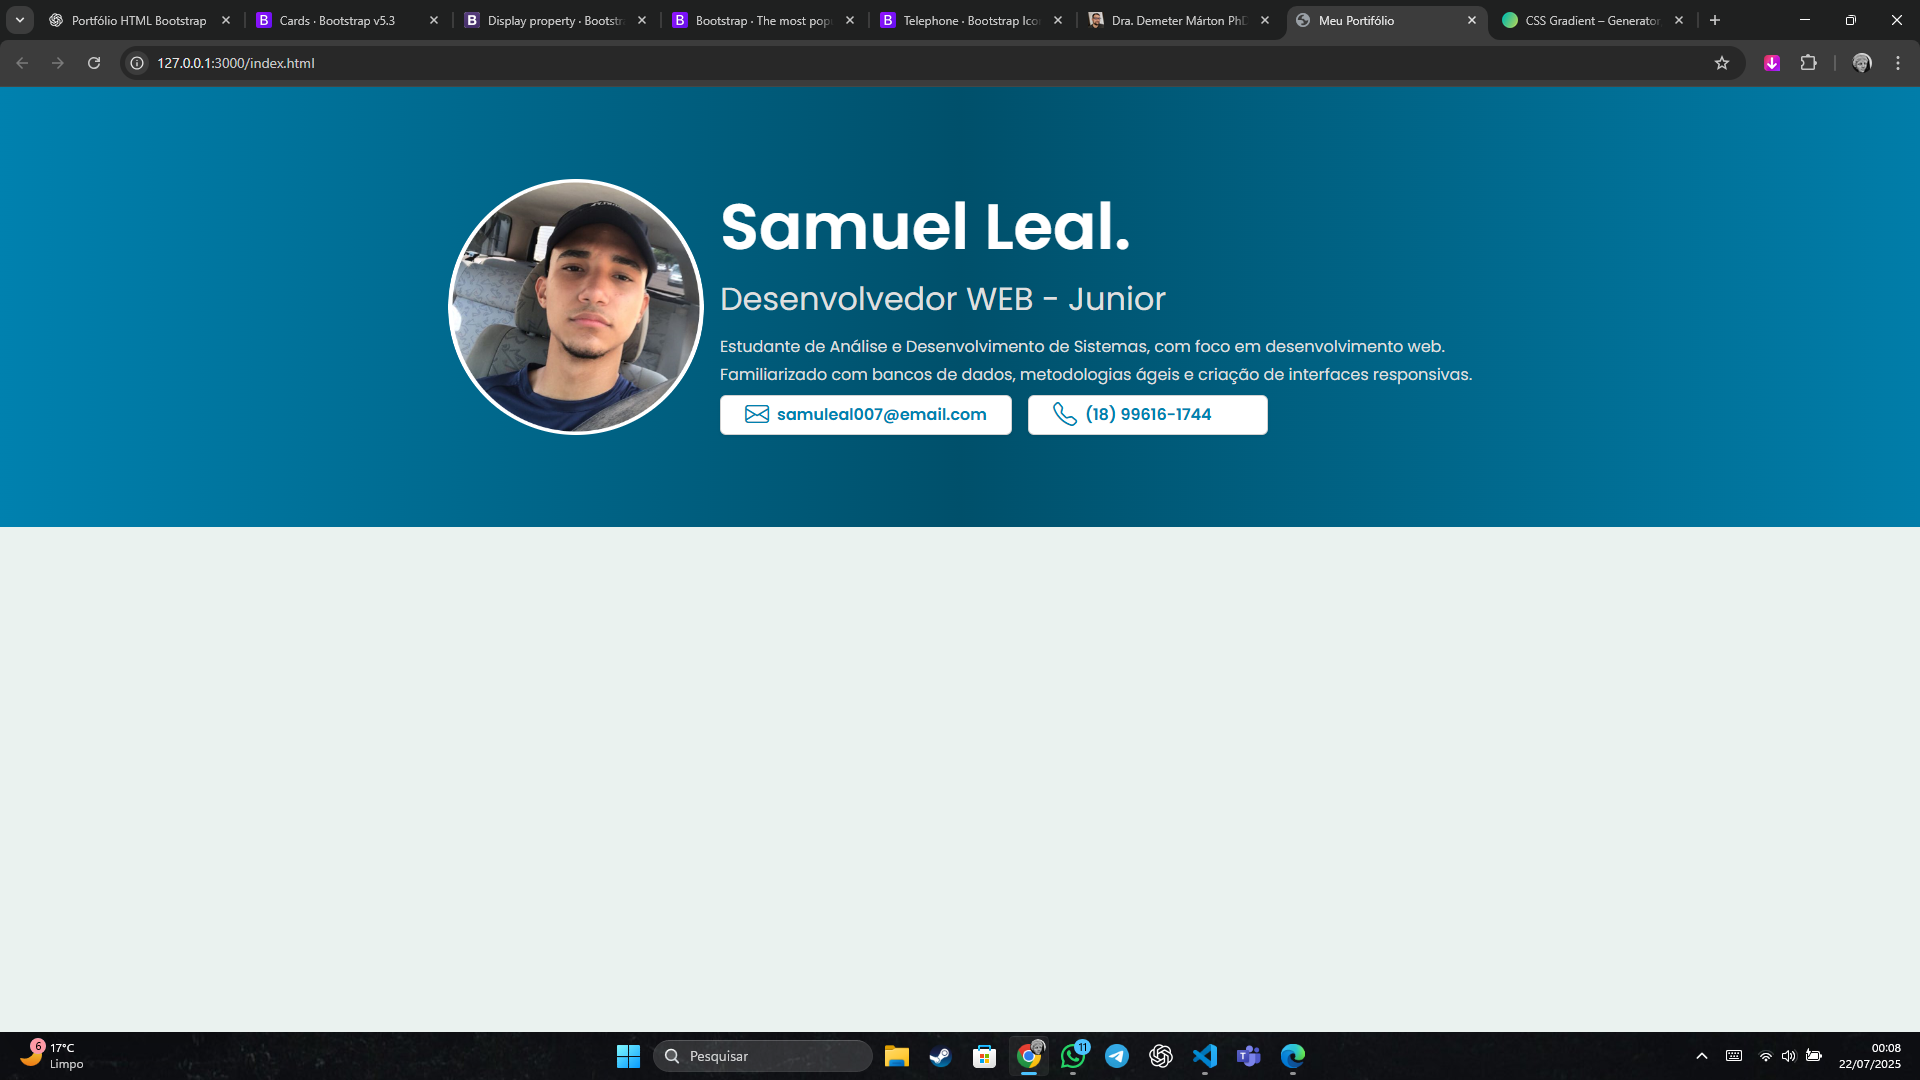 Portfólio HTML Bootstrap
Cards · Bootstrap v5.3
Display property · Bootstr
Bootstrap · The most pop
Telephone · Bootstrap Ico
Dra. Demeter Márton PhD
Meu Portifólio
CSS Gradient – Generator
127.0.0.1:3000/index.html
Samuel Leal.
Desenvolvedor WEB - Junior
Estudante de Análise e Desenvolvimento de Sistemas, com foco em desenvolvimento web.
Familiarizado com bancos de dados, metodologias ágeis e criação de interfaces responsivas.
samuleal007@email.com
(18) 99616-1744
6
17°C
Limpo
Pesquisar
11
00:08
22/07/2025